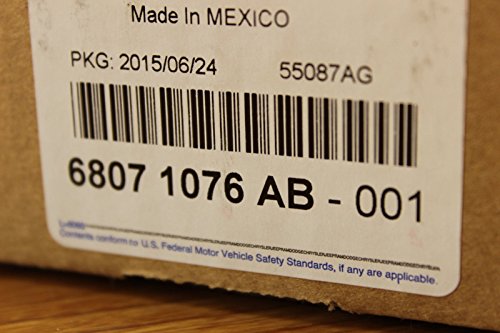 Made In MEXICO
PKG: 2015/06/24 55087AG
6807 1076 AB - 001
Contents conform to U.S. Federal Motor Vehicle Safety Standards, if any are applicable.